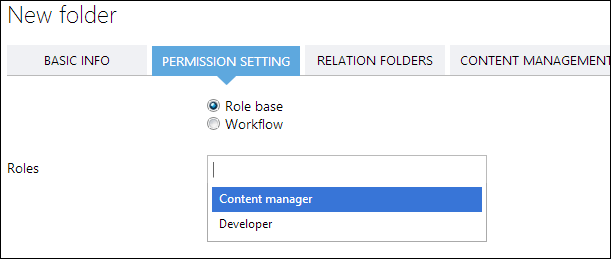 New folder
BASIC INFO PERMISSION SETTING RELATION FOLDERS CONTENT MANAGEMENT
Role base
Workflow
Roles
Content manager
Developer